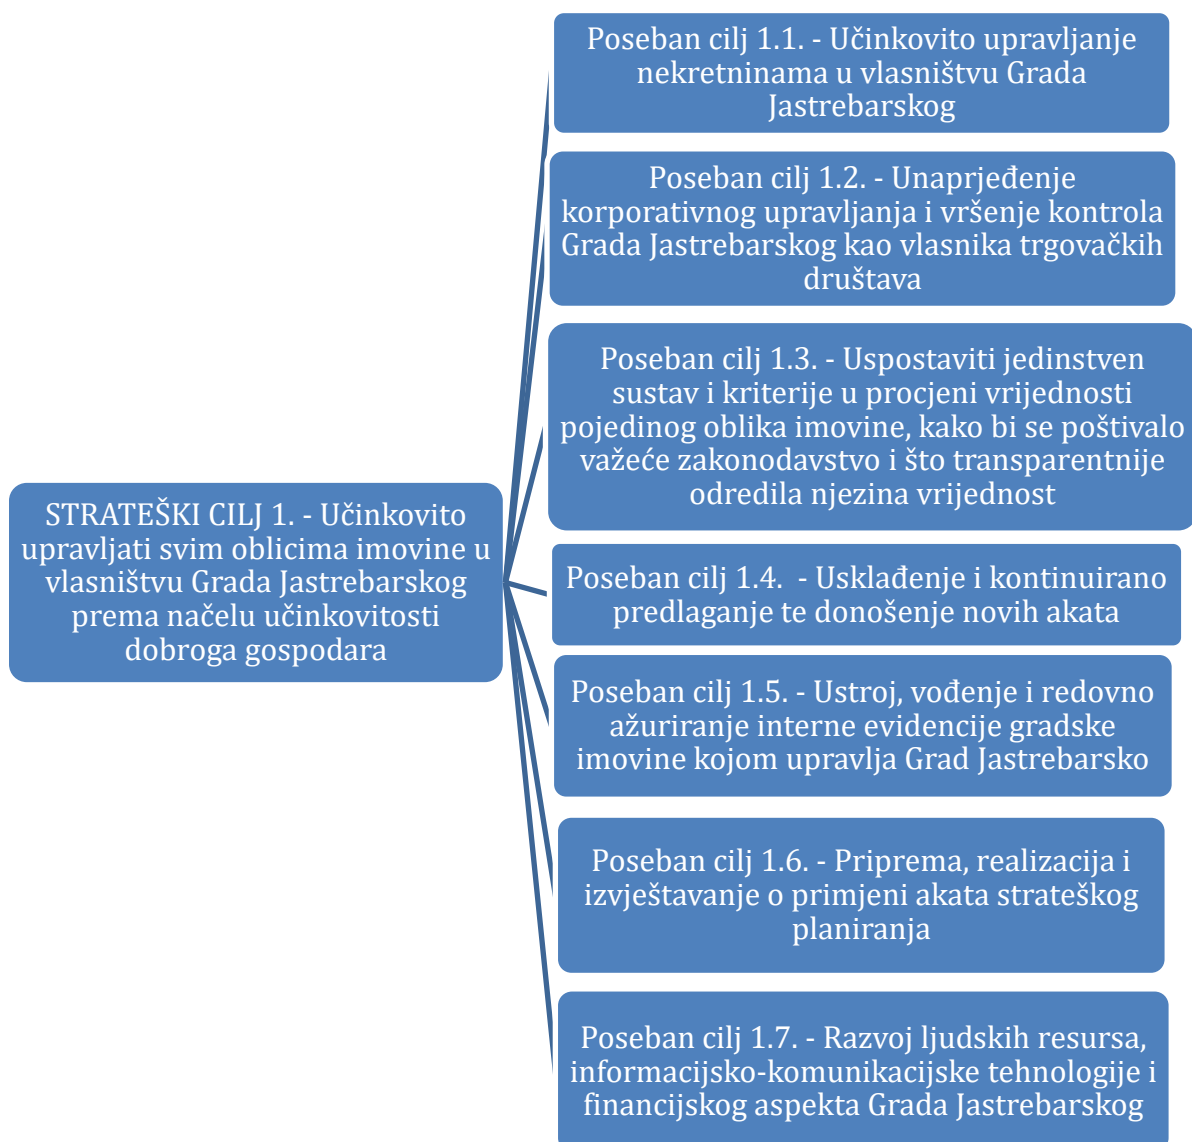 STRATEŠKI CILJ 1. - Učinkovito
upravljati svim oblicima imovine u
vlasništvu Grada Jastrebarskog
prema načelu učinkovitosti
dobroga gospodara
Poseban cilj 1.1. - Učinkovito upravljanje
nekretninama u vlasništvu Grada
Jastrebarskog
Poseban cilj 1.2. - Unaprjeđenje
korporativnog upravljanja i vršenje kontrola
Grada Jastrebarskog kao vlasnika trgovačkih
društava
Poseban cilj 1.3. - Uspostaviti jedinstven
sustav i kriterije u procjeni vrijednosti
pojedinog oblika imovine, kako bi se poštivalo
važeće zakonodavstvo i što transparentnije
odredila njezina vrijednost
Poseban cilj 1.4.  - Usklađenje i kontinuirano
predlaganje te donošenje novih akata
Poseban cilj 1.5. - Ustroj, vođenje i redovno
ažuriranje interne evidencije gradske
imovine kojom upravlja Grad Jastrebarsko
Poseban cilj 1.6. - Priprema, realizacija i
izvještavanje o primjeni akata strateškog
planiranja
Poseban cilj 1.7. - Razvoj ljudskih resursa,
informacijsko-komunikacijske tehnologije i
financijskog aspekta Grada Jastrebarskog